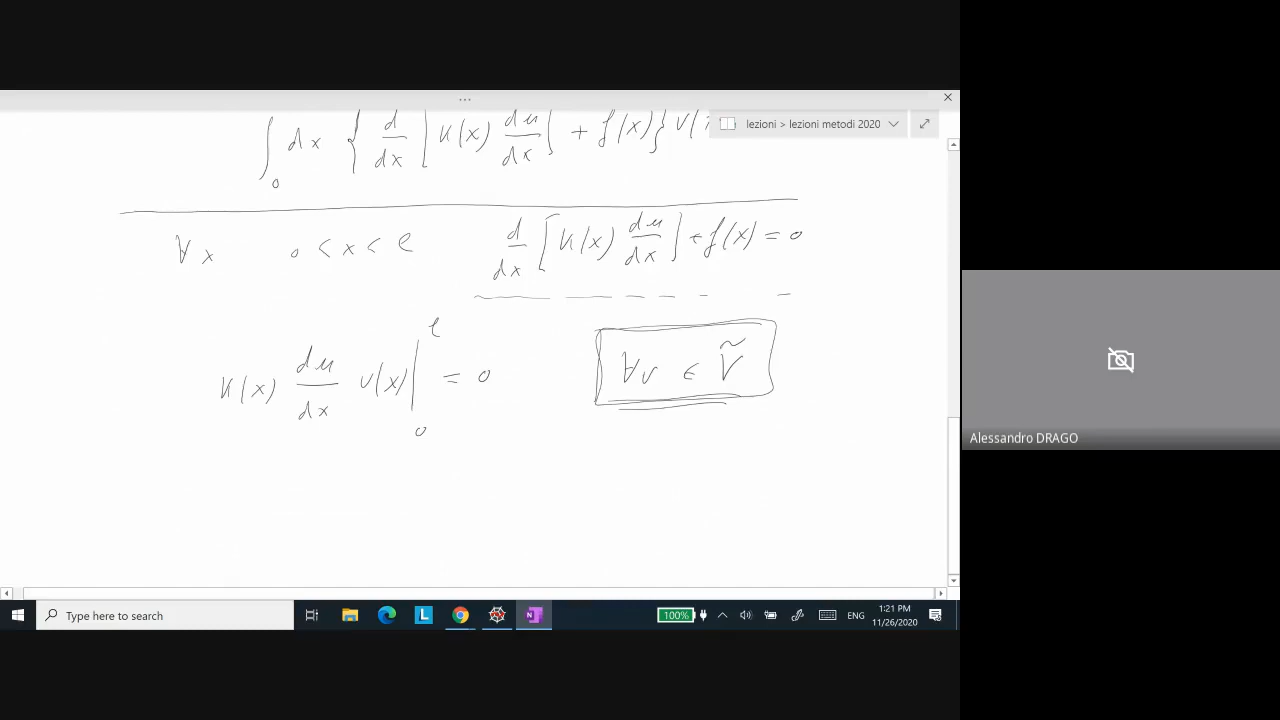 ∫₀ dx { d/dx [ K(x) du/dx ] + f(x) } v(
lezioni > lezioni metodi 2020
∀x 0 < x < ℓ d/dx [ K(x) du/dx ] + f(x) = 0
K(x) du/dx v(x) |₀^ℓ = 0 ∀v ∈ Ṽ
Alessandro DRAGO
Type here to search
100%
ENG
1:21 PM
11/26/2020